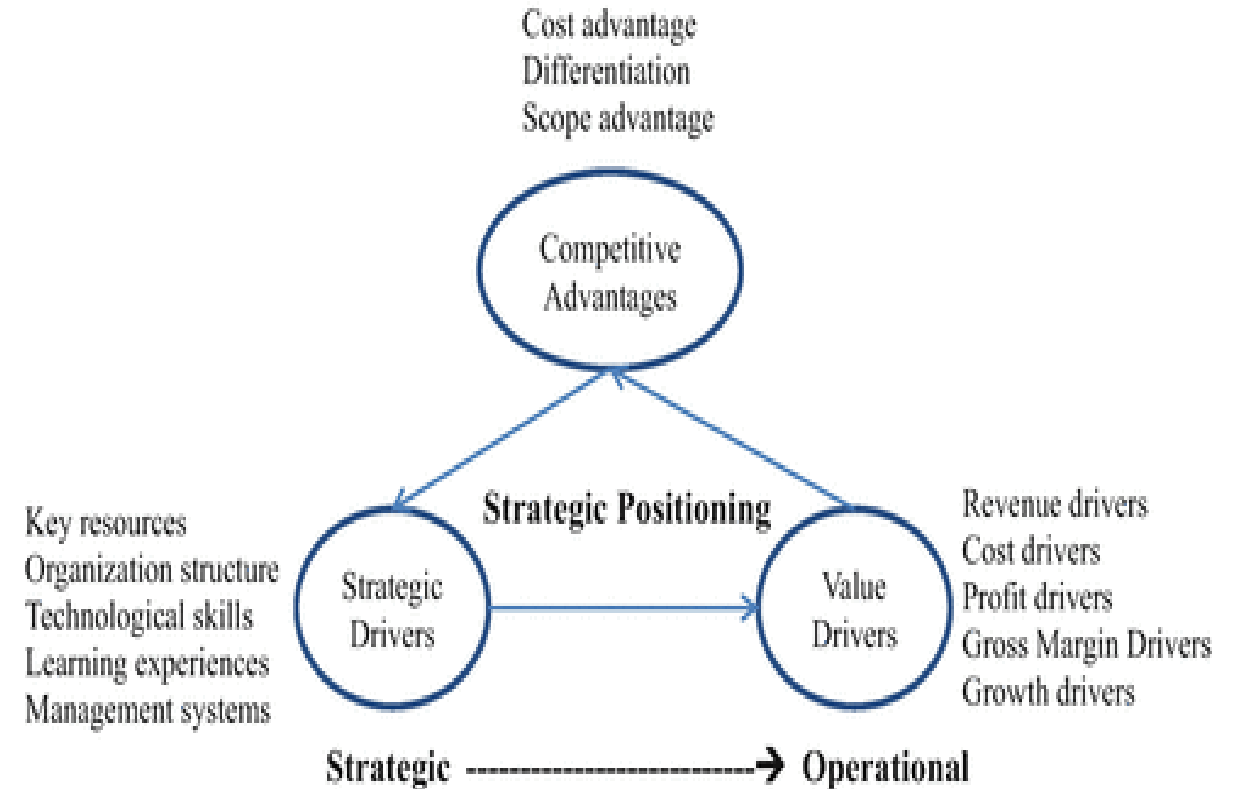 Cost advantage
Differentiation
Scope advantage
Competitive
Advantages
Strategic Positioning
Key resources
Organization structure
Technological skills
Learning experiences
Management systems
Strategic
Drivers
Value
Drivers
Revenue drivers
Cost drivers
Profit drivers
Gross Margin Drivers
Growth drivers
Strategic ----------------------→ Operational